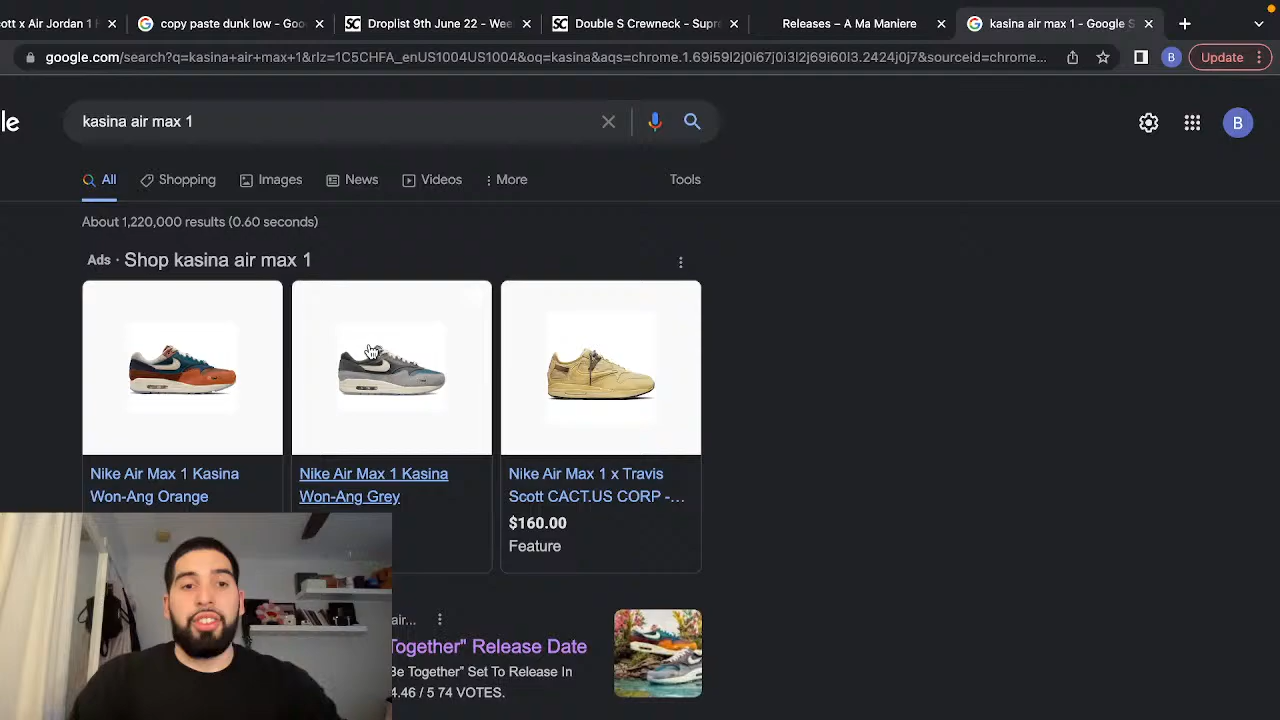 ott x Air Jordan 1 H
copy paste dunk low - Goo
Droplist 9th June 22 - Wee
Double S Crewneck - Supre
Releases – A Ma Maniere
kasina air max 1 - Google S
google.com/search?q=kasina+air+max+1&rlz=1C5CHFA_enUS1004US1004&oq=kasina&aqs=chrome.1.69i59l2j0i67j0i3l2j69i60l3.2424j0j7&sourceid=chrome...
B
Update
le
kasina air max 1
B
All
Shopping
Images
News
Videos
More
Tools
About 1,220,000 results (0.60 seconds)
Ads · Shop kasina air max 1
Nike Air Max 1 Kasina
Won-Ang Orange
Nike Air Max 1 Kasina
Won-Ang Grey
Nike Air Max 1 x Travis
Scott CACT.US CORP -...
$160.00
Feature
air...
Together" Release Date
Be Together" Set To Release In
4.46 / 5 74 VOTES.